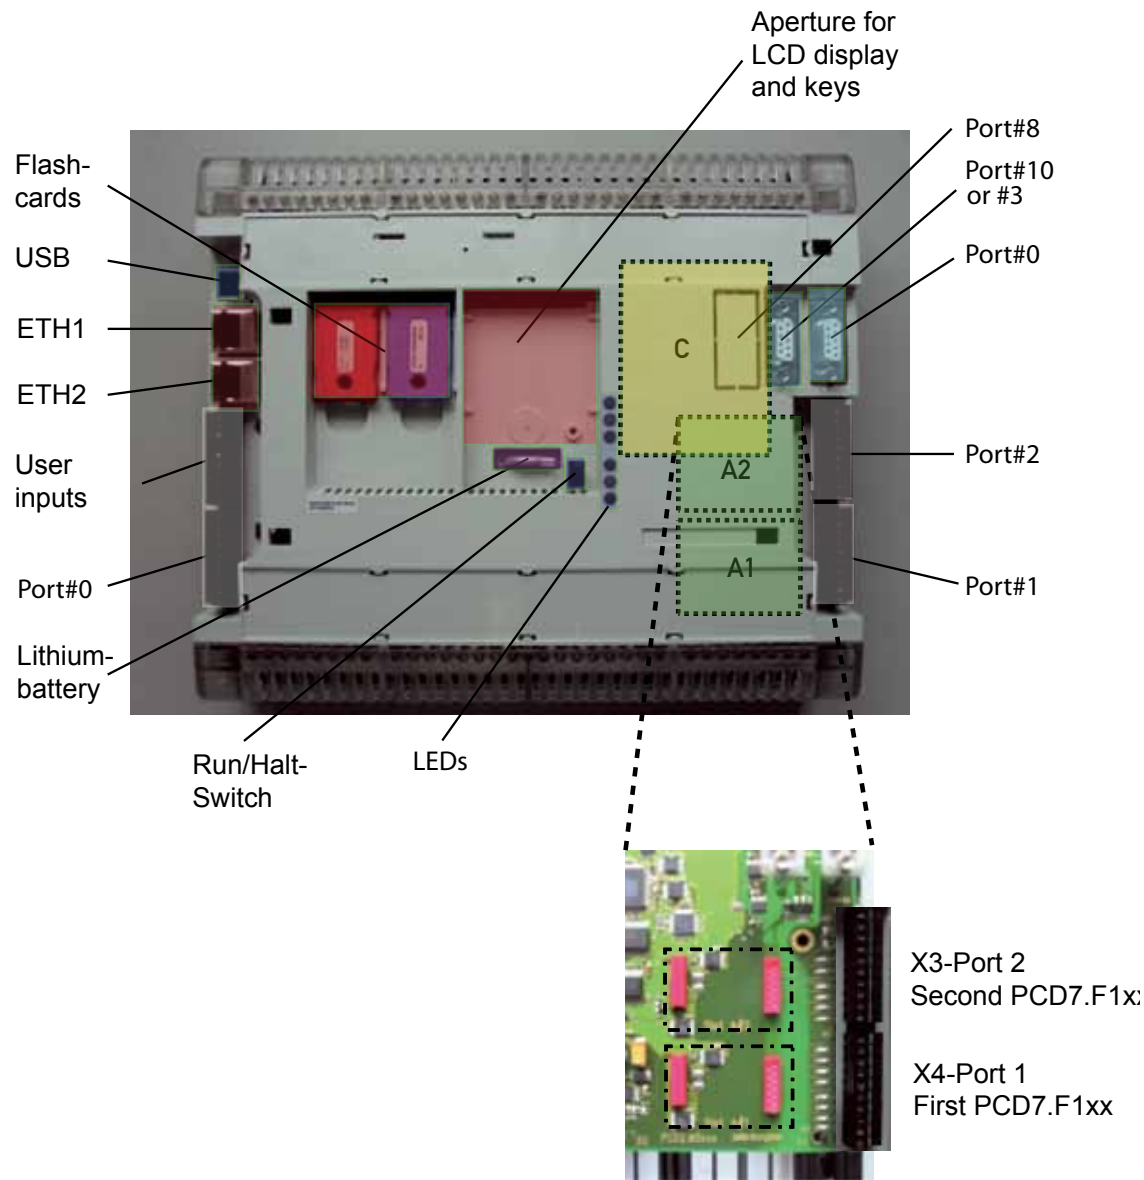 Aperture for
LCD display
and keys
Port#8
Port#10
or #3
Port#0
Flash-
cards
USB
ETH1
ETH2
C
User
inputs
A2
Port#2
A1
Port#0
Port#1
Lithium-
battery
Run/Halt-
Switch
LEDs
X3-Port 2
Second PCD7.F1xx
X4-Port 1
First PCD7.F1xx